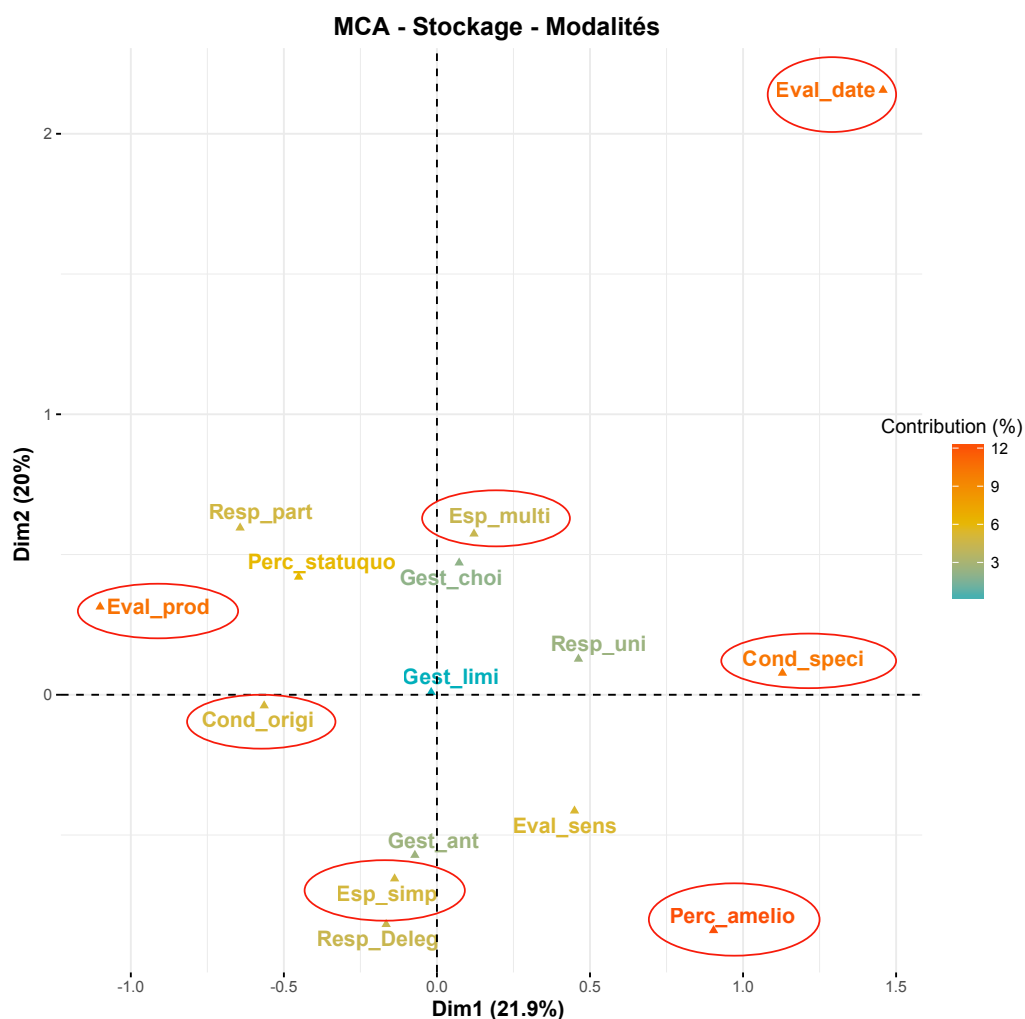 MCA - Stockage - Modalités
Eval_date
2
1
Contribution (%)
12
9
6
3
Dim2 (20%)
Resp_part
Esp_multi
Perc_statuquo
Gest_choi
Eval_prod
Resp_uni
Cond_speci
Gest_limi
0
Cond_origi
Eval_sens
Gest_ant
Esp_simp
Perc_amelio
Resp_Deleg
-1.0
-0.5
0.0
0.5
1.0
1.5
Dim1 (21.9%)